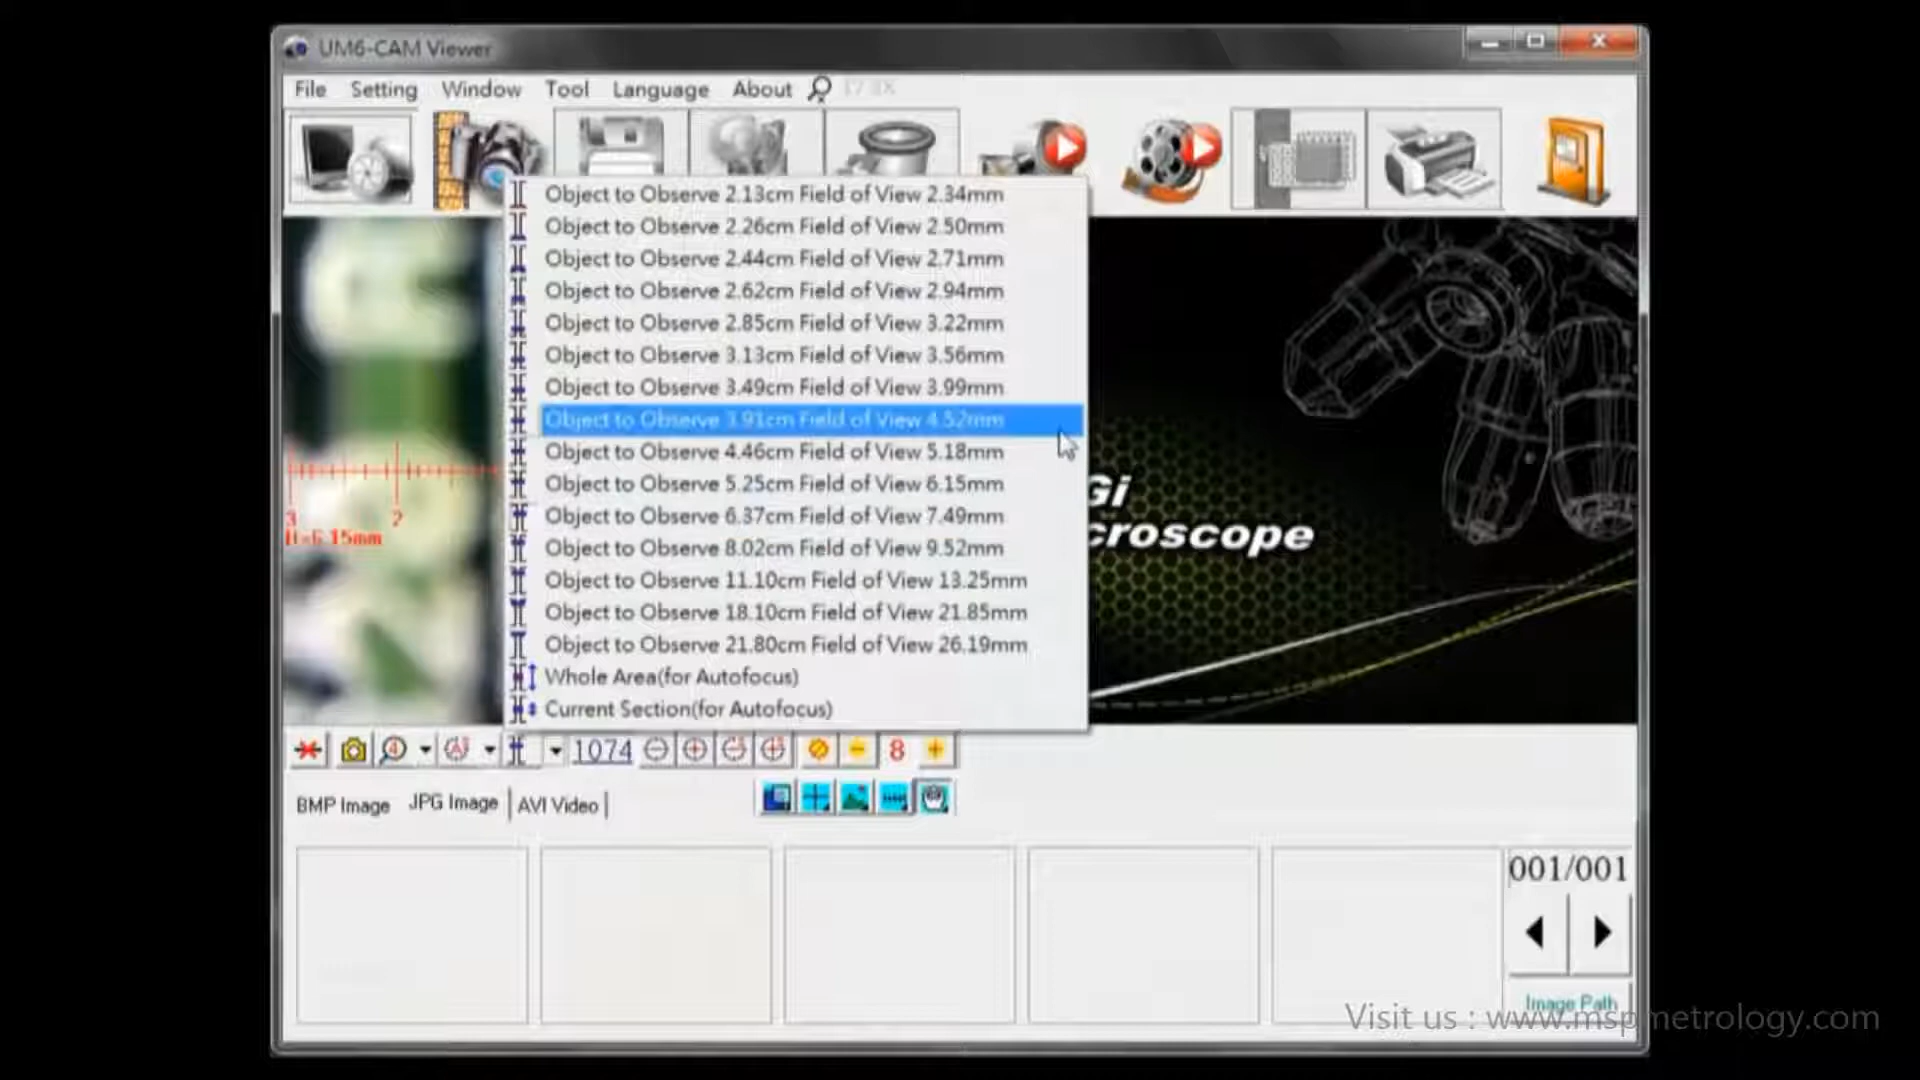 UM6-CAM Viewer
File Setting Window Tool Language About
Object to Observe 2.13cm Field of View 2.34mm
Object to Observe 2.26cm Field of View 2.50mm
Object to Observe 2.44cm Field of View 2.71mm
Object to Observe 2.62cm Field of View 2.94mm
Object to Observe 2.85cm Field of View 3.22mm
Object to Observe 3.13cm Field of View 3.56mm
Object to Observe 3.49cm Field of View 3.99mm
Object to Observe 3.91cm Field of View 4.52mm
Object to Observe 4.46cm Field of View 5.18mm
Object to Observe 5.25cm Field of View 6.15mm
Object to Observe 6.37cm Field of View 7.49mm
Object to Observe 8.02cm Field of View 9.52mm
Object to Observe 11.10cm Field of View 13.25mm
Object to Observe 18.10cm Field of View 21.85mm
Object to Observe 21.80cm Field of View 26.19mm
Whole Area(for Autofocus)
Current Section(for Autofocus)
3 2
H=6.15mm
Gi
croscope
4 1074 8
BMP Image JPG Image AVI Video
001/001
Image Path
Visit us : www.mspmetrology.com